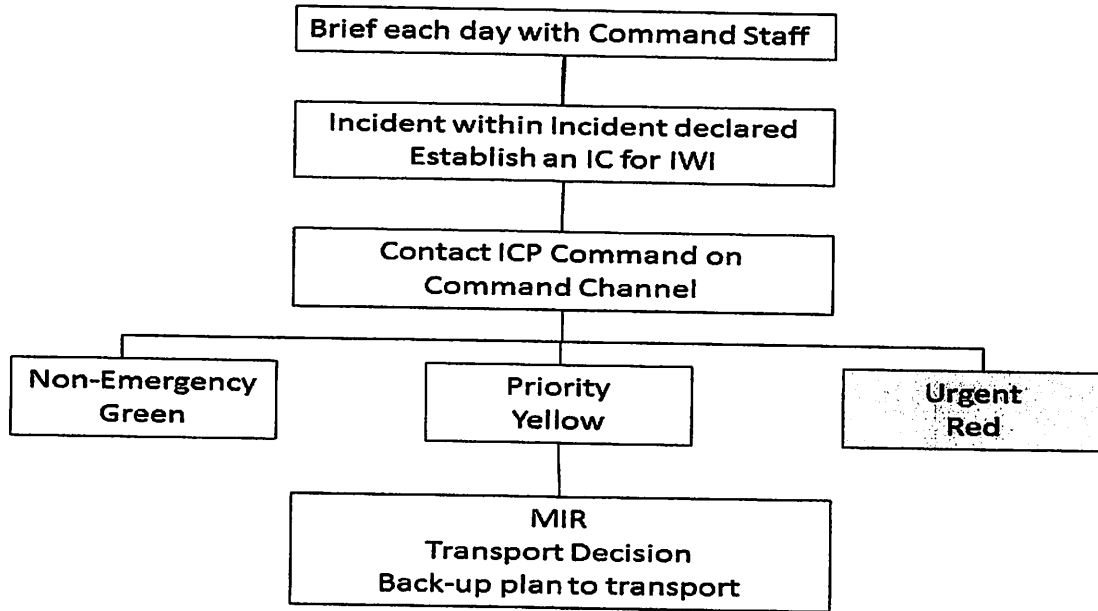 Brief each day with Command Staff
Incident within Incident declared
Establish an IC for IWI
Contact ICP Command on
Command Channel
Non-Emergency
Green
Priority
Yellow
Urgent
Red
MIR
Transport Decision
Back-up plan to transport